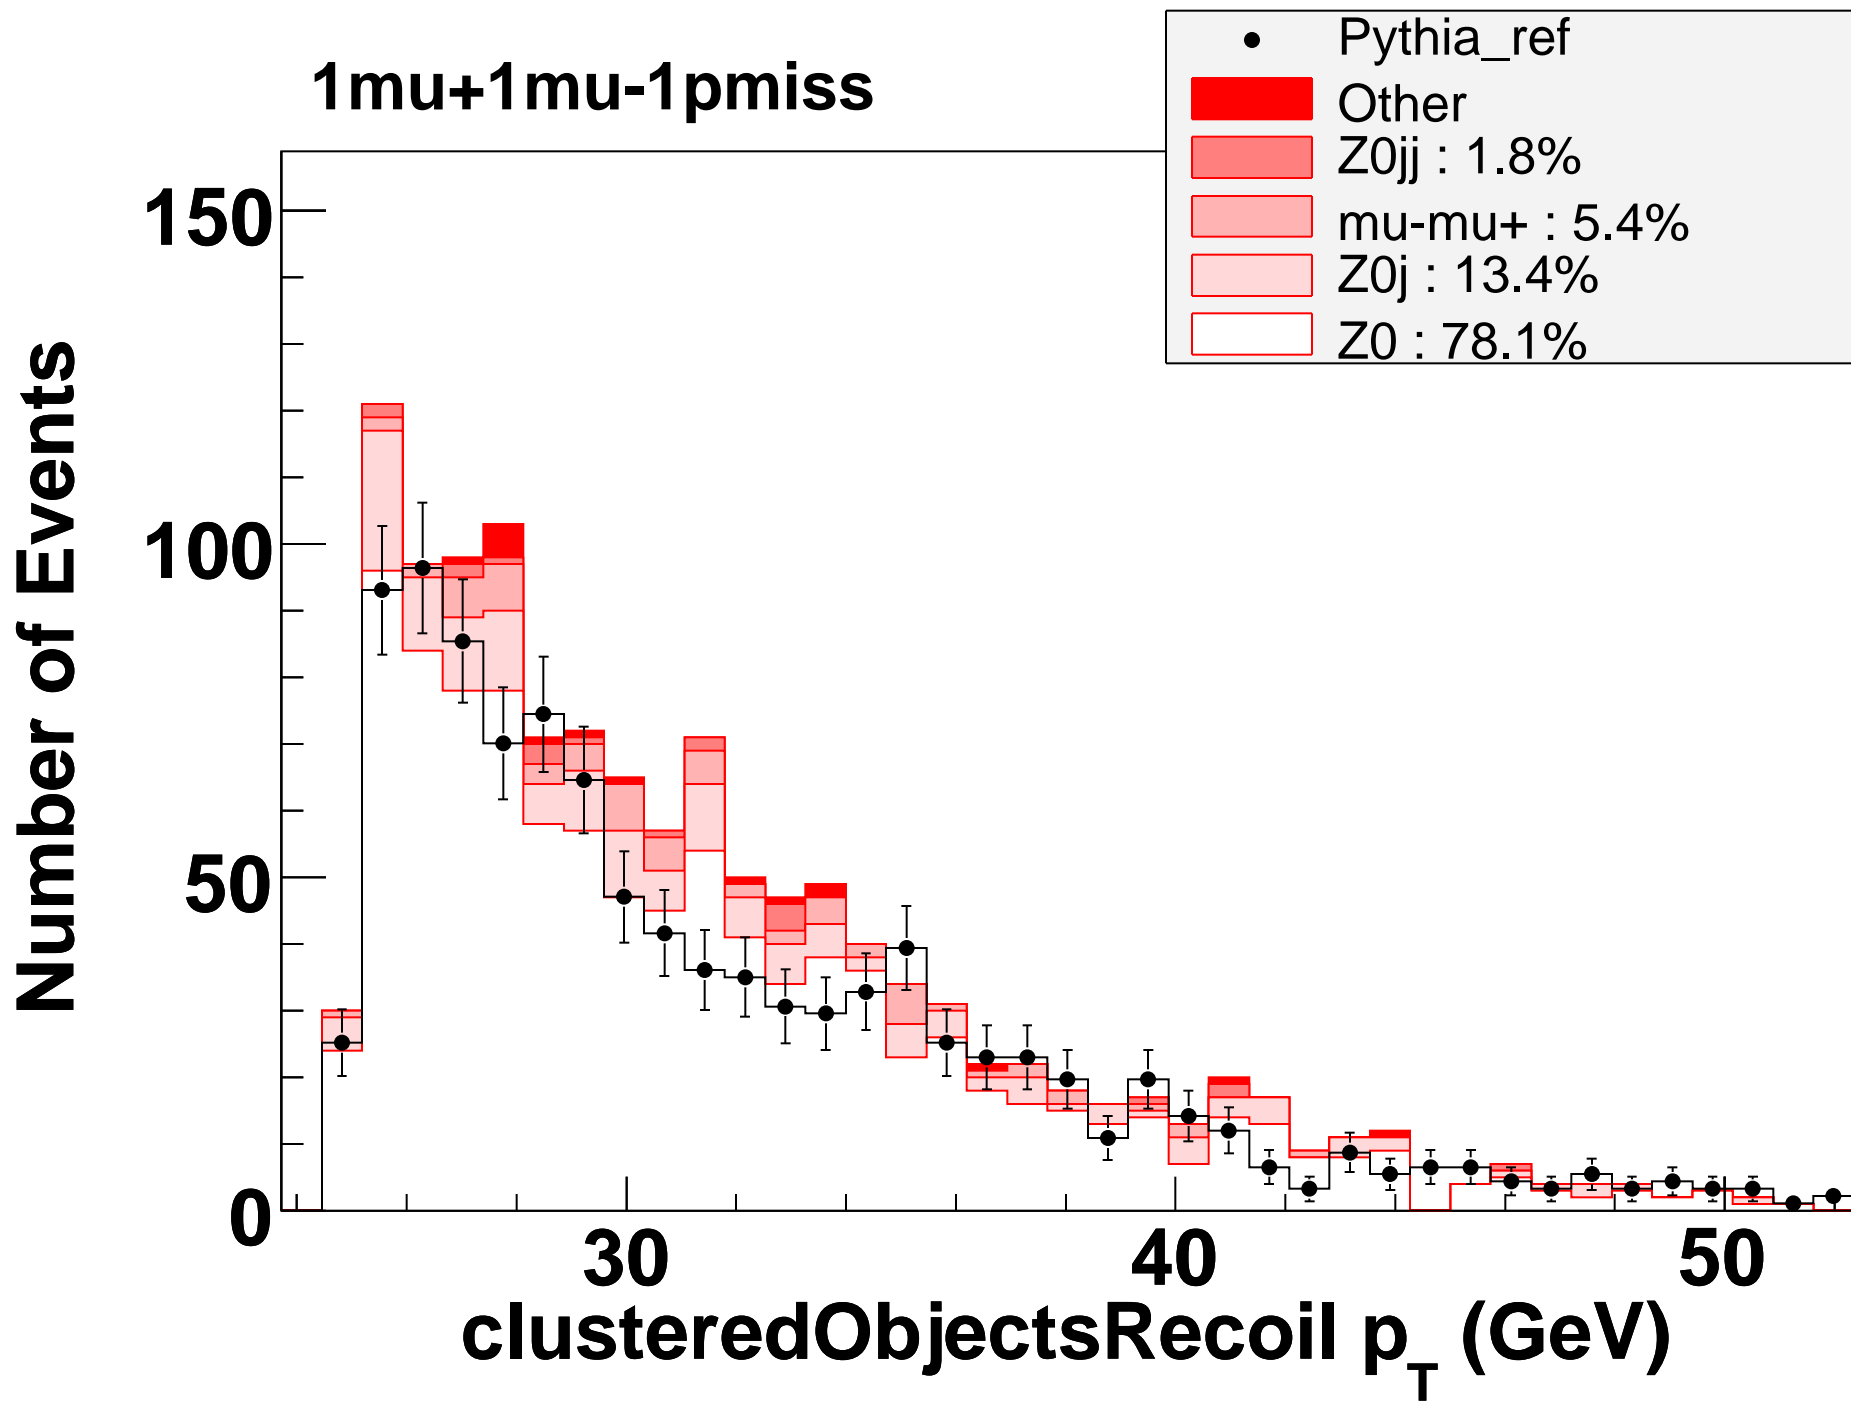 1mu+1mu-1pmiss
Pythia_ref
Other
Z0jj : 1.8%
mu-mu+ : 5.4%
Z0j : 13.4%
Z0 : 78.1%
Number of Events
150
100
50
0
30 40 50
clusteredObjectsRecoil p_T (GeV)